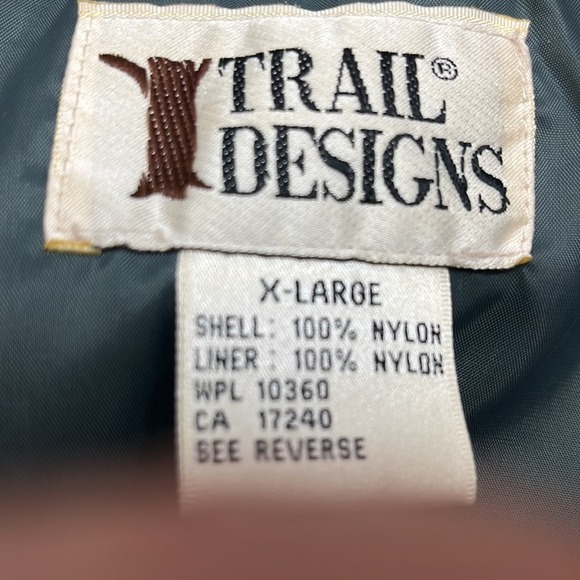 TRAIL®
DESIGNS
X-LARGE
SHELL: 100% NYLON
LINER: 100% NYLON
WPL 10360
CA 17240
SEE REVERSE